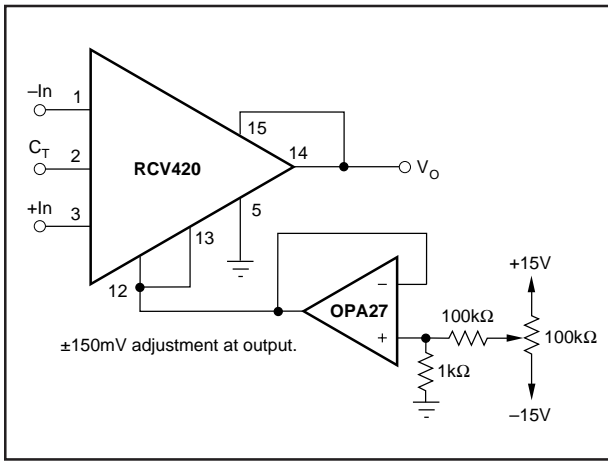 –In
1
15
14
V_O
C_T
2
RCV420
5
+In
3
13
12
+15V
–
OPA27
100kΩ
100kΩ
+
±150mV adjustment at output.
1kΩ
–15V